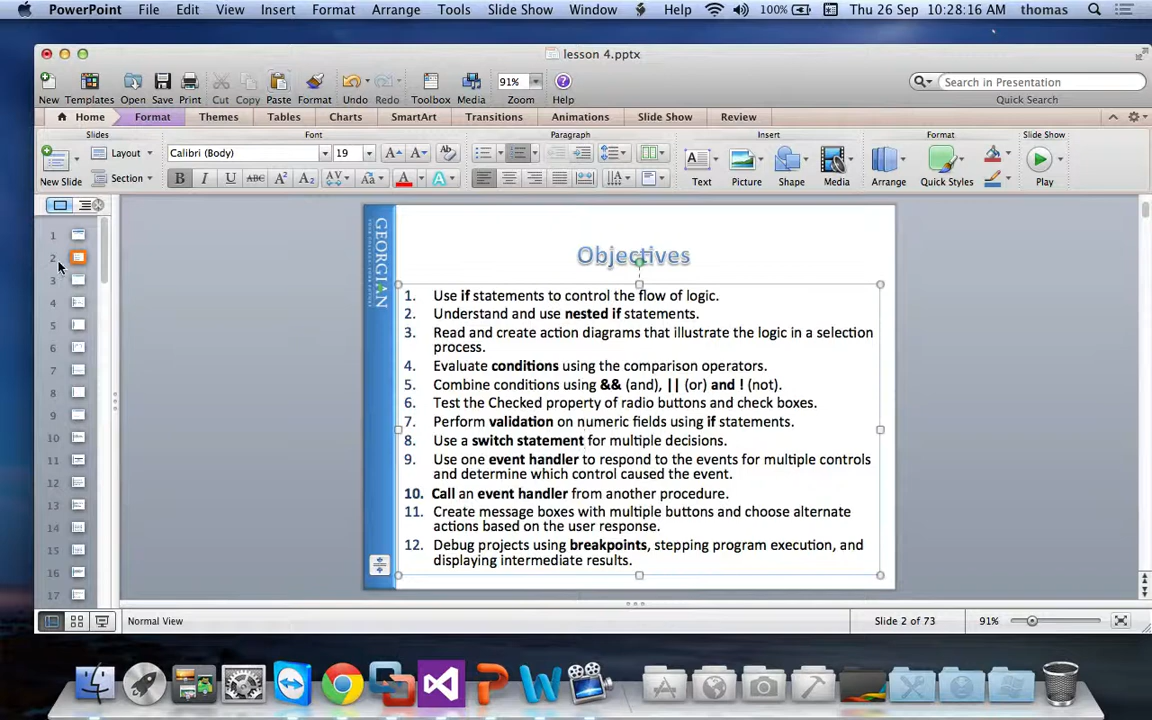 PowerPoint File Edit View Insert Format Arrange Tools Slide Show Window Help 100% Thu 26 Sep 10:28:16 AM thomas
lesson 4.pptx
91% Search in Presentation
New Templates Open Save Print Cut Copy Paste Format Undo Redo Toolbox Media Zoom Help Quick Search
Home Format Themes Tables Charts SmartArt Transitions Animations Slide Show Review
Slides Font Paragraph Insert Format Slide Show
Layout Calibri (Body) 19
New Slide Section B I U ABC Text Picture Shape Media Arrange Quick Styles Play
GEORGIAN
Objectives
1. Use if statements to control the flow of logic.
2. Understand and use nested if statements.
3. Read and create action diagrams that illustrate the logic in a selection
process.
4. Evaluate conditions using the comparison operators.
5. Combine conditions using && (and), || (or) and ! (not).
6. Test the Checked property of radio buttons and check boxes.
7. Perform validation on numeric fields using if statements.
8. Use a switch statement for multiple decisions.
9. Use one event handler to respond to the events for multiple controls
and determine which control caused the event.
10. Call an event handler from another procedure.
11. Create message boxes with multiple buttons and choose alternate
actions based on the user response.
12. Debug projects using breakpoints, stepping program execution, and
displaying intermediate results.
1
2
3
4
5
6
7
8
9
10
11
12
13
14
15
16
17
Normal View Slide 2 of 73 91%